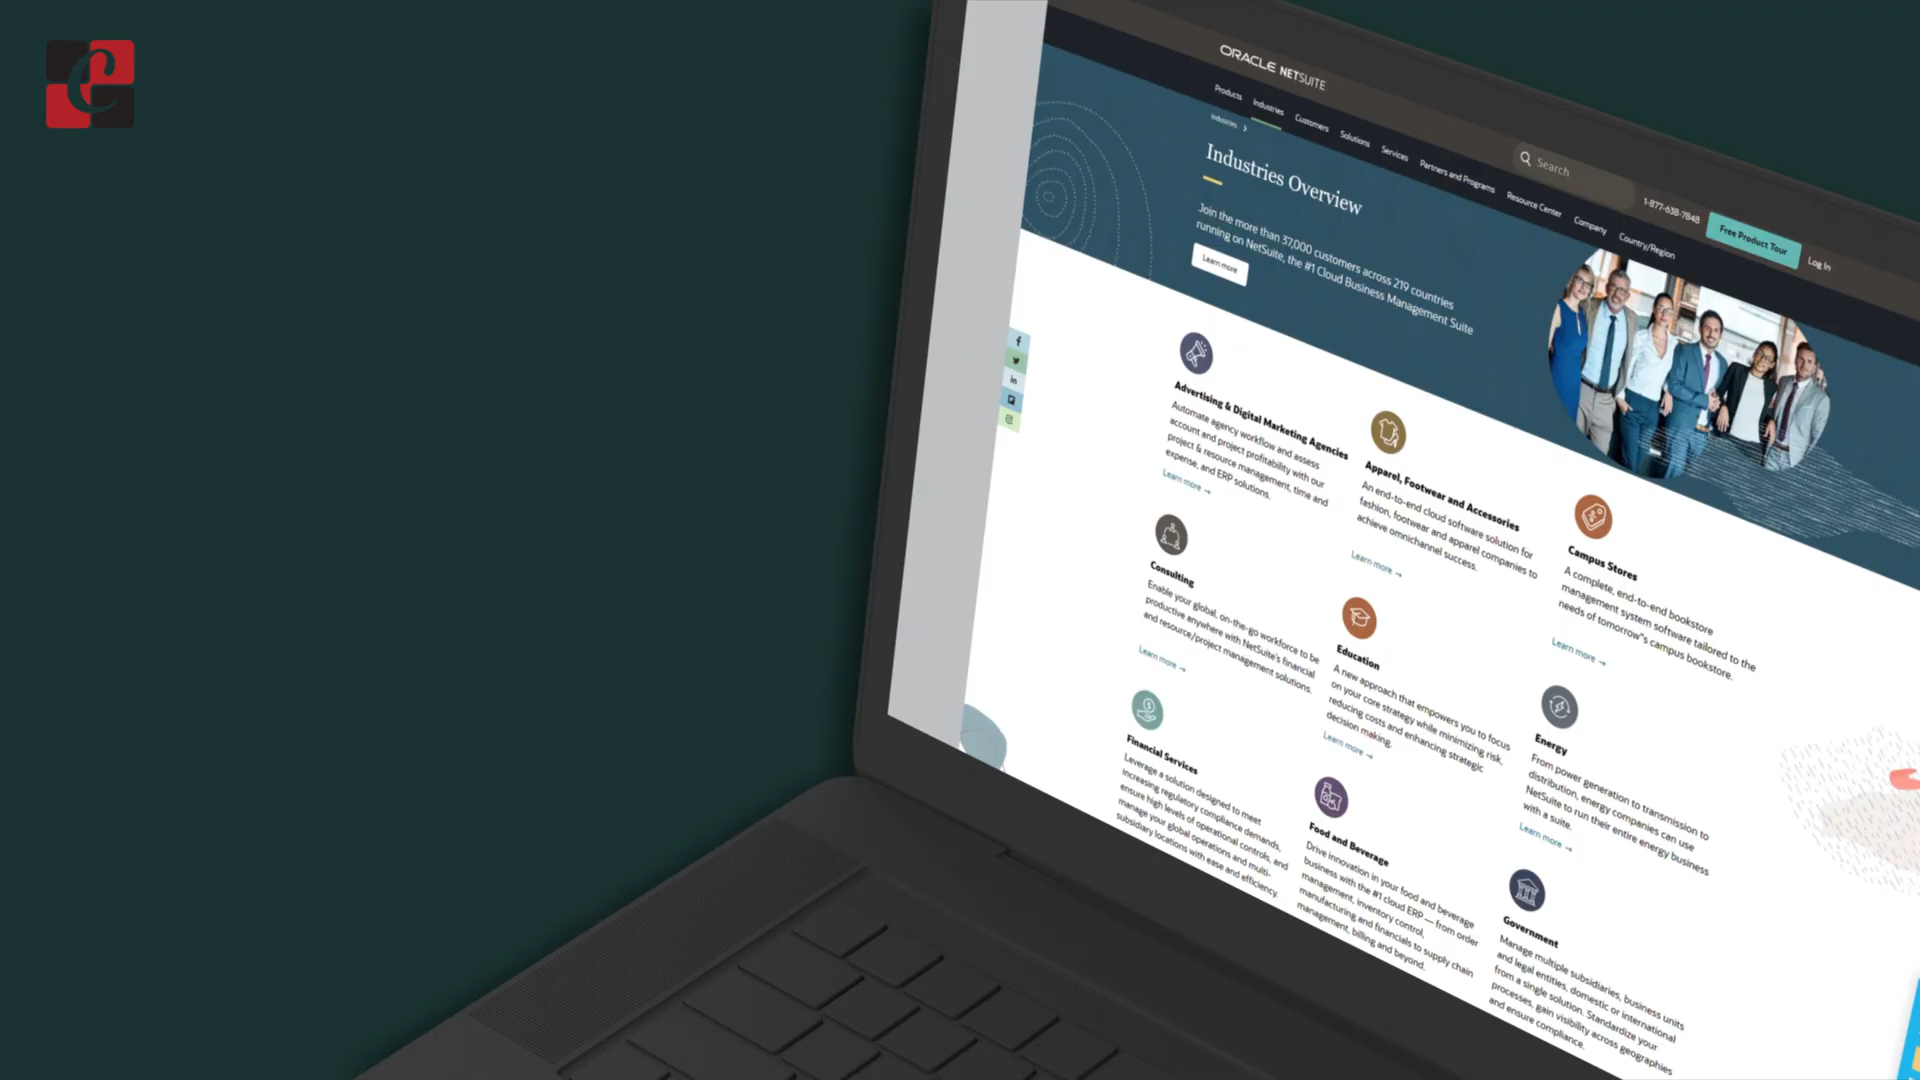 ORACLE NETSUITE
Products
Industries
Customers
Solutions
Services
Partners and Programs
Resource Center
Company
Country/Region
Search
1-877-638-7848
Free Product Tour
Log In
Industries
Industries Overview
Join the more than 37,000 customers across 219 countries
running on NetSuite, the #1 Cloud Business Management Suite
Learn more
Advertising & Digital Marketing Agencies
Automate agency workflow and assess
account and project profitability with our
project & resource management, time and
expense, and ERP solutions.
Learn more →
Apparel, Footwear and Accessories
An end-to-end cloud software solution for
fashion, footwear and apparel companies to
achieve omnichannel success.
Learn more →
Campus Stores
A complete, end-to-end bookstore
management system software tailored to the
needs of tomorrow"s campus bookstore.
Learn more →
Consulting
Enable your global, on-the-go workforce to be
productive anywhere with NetSuite's financial
and resource/project management solutions.
Learn more →
Education
A new approach that empowers you to focus
on your core strategy while minimizing risk,
reducing costs and enhancing strategic
decision making.
Learn more →
Energy
From power generation to transmission to
distribution, energy companies can use
NetSuite to run their entire energy business
with a suite.
Learn more →
Financial Services
Leverage a solution designed to meet
increasing regulatory compliance demands,
ensure high levels of operational controls, and
manage your global operations and multi-
subsidiary locations with ease and efficiency.
Food and Beverage
Drive innovation in your food and beverage
business with the #1 cloud ERP — from order
management, inventory control,
manufacturing and financials to supply chain
management, billing and beyond.
Government
Manage multiple subsidiaries, business units
and legal entities, domestic or international
from a single solution. Standardize your
processes, gain visibility across geographies
and ensure compliance.